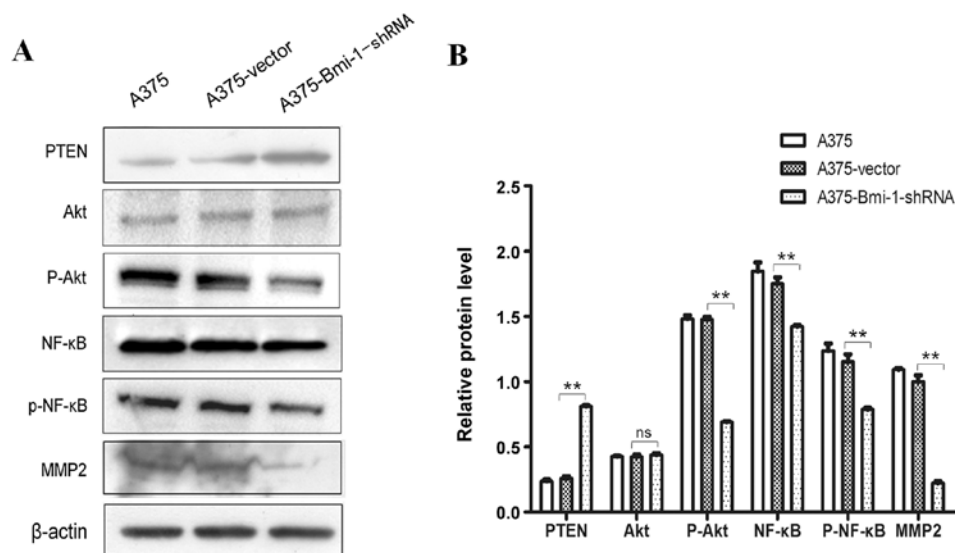 A
A375
A375-vector
A375-Bmi-1-shRNA
PTEN
Akt
P-Akt
NF-κB
p-NF-κB
MMP2
β-actin
B
A375
A375-vector
A375-Bmi-1-shRNA
Relative protein level
2.5
2.0
1.5
1.0
0.5
0.0
**
ns
**
**
**
**
PTEN Akt P-Akt NF-κB P-NF-κB MMP2